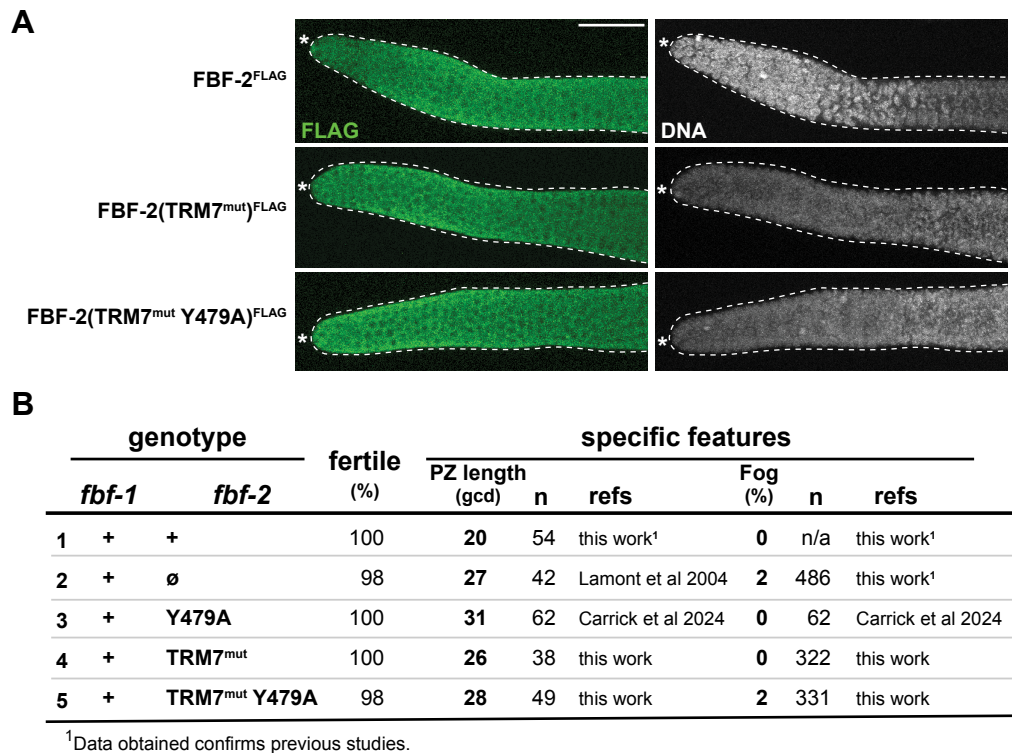 A
FBF-2FLAG
* FLAG
* DNA
FBF-2(TRM7mut)FLAG
*
*
FBF-2(TRM7mut Y479A)FLAG
*
*
B
genotype fertile (%) specific features
fbf-1 fbf-2 PZ length (gcd) n refs Fog (%) n refs
1 + + 100 20 54 this work¹ 0 n/a this work¹
2 + ø 98 27 42 Lamont et al 2004 2 486 this work¹
3 + Y479A 100 31 62 Carrick et al 2024 0 62 Carrick et al 2024
4 + TRM7mut 100 26 38 this work 0 322 this work
5 + TRM7mut Y479A 98 28 49 this work 2 331 this work
¹Data obtained confirms previous studies.